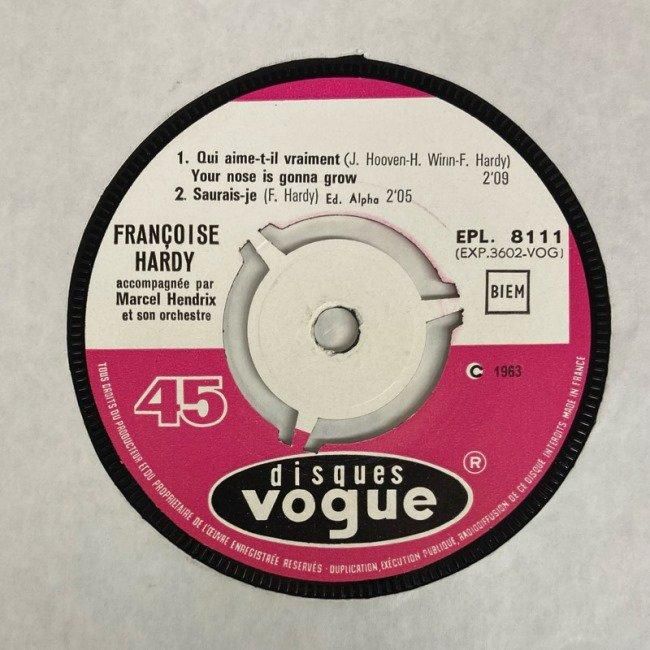 1. Qui aime-t-il vraiment (J. Hooven-H. Winn-F. Hardy)
Your nose is gonna grow 2'09
2. Saurais-je (F. Hardy) Ed. Alpha 2'05
FRANÇOISE
HARDY
accompagnée par
Marcel Hendrix
et son orchestre
EPL. 8111
(EXP.3602-VOG)
BIEM
45
C 1963
disques
vogue
R
TOUS DROITS DU PRODUCTEUR ET DU PROPRIETAIRE DE L'ŒUVRE ENREGISTRÉE RESERVÉS · DUPLICATION, EXÉCUTION PUBLIQUE, RADIODIFFUSION DE CE DISQUE INTERDITS MADE IN FRANCE